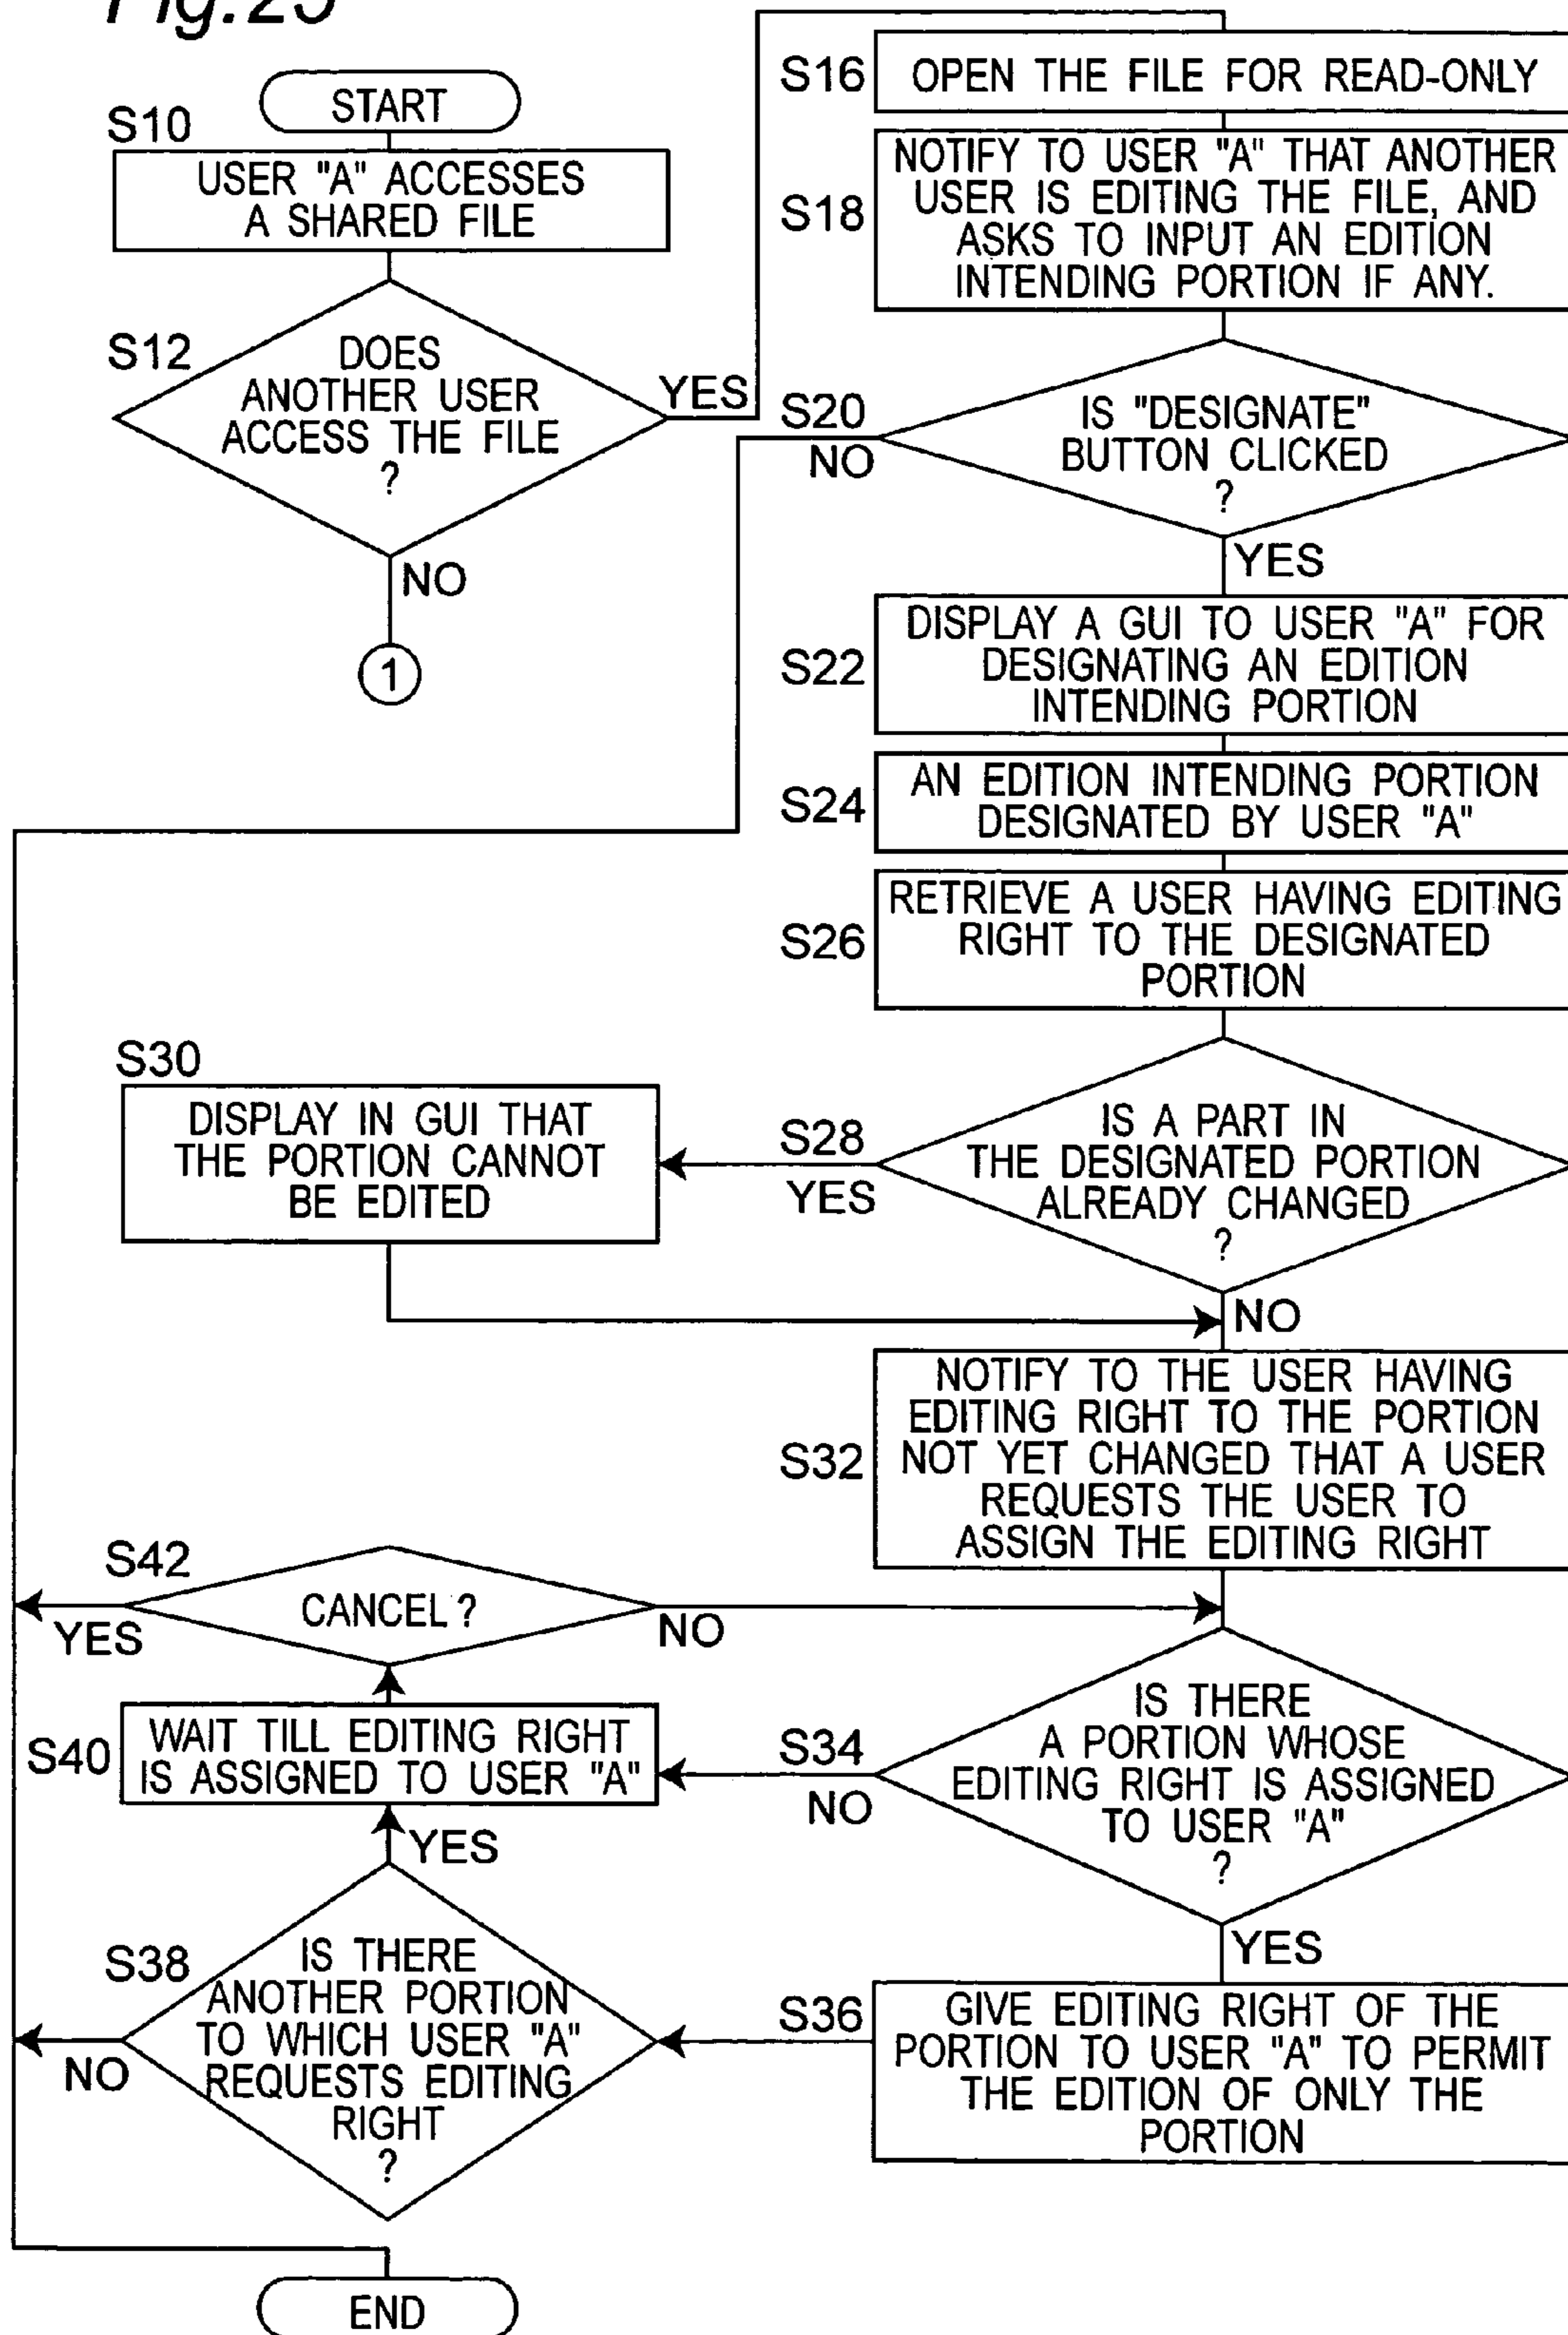 Fig.25
START
S10
USER "A" ACCESSES
A SHARED FILE
S12
DOES
ANOTHER USER
ACCESS THE FILE
?
YES
NO
1
S16
OPEN THE FILE FOR READ-ONLY
S18
NOTIFY TO USER "A" THAT ANOTHER
USER IS EDITING THE FILE, AND
ASKS TO INPUT AN EDITION
INTENDING PORTION IF ANY.
S20
NO
IS "DESIGNATE"
BUTTON CLICKED
?
YES
S22
DISPLAY A GUI TO USER "A" FOR
DESIGNATING AN EDITION
INTENDING PORTION
S24
AN EDITION INTENDING PORTION
DESIGNATED BY USER "A"
S26
RETRIEVE A USER HAVING EDITING
RIGHT TO THE DESIGNATED
PORTION
S28
YES
IS A PART IN
THE DESIGNATED PORTION
ALREADY CHANGED
?
NO
S30
DISPLAY IN GUI THAT
THE PORTION CANNOT
BE EDITED
S32
NOTIFY TO THE USER HAVING
EDITING RIGHT TO THE PORTION
NOT YET CHANGED THAT A USER
REQUESTS THE USER TO
ASSIGN THE EDITING RIGHT
S42
CANCEL ?
YES
NO
S34
NO
IS THERE
A PORTION WHOSE
EDITING RIGHT IS ASSIGNED
TO USER "A"
?
YES
S40
WAIT TILL EDITING RIGHT
IS ASSIGNED TO USER "A"
YES
S38
IS THERE
ANOTHER PORTION
TO WHICH USER "A"
REQUESTS EDITING
RIGHT
?
NO
S36
GIVE EDITING RIGHT OF THE
PORTION TO USER "A" TO PERMIT
THE EDITION OF ONLY THE
PORTION
END